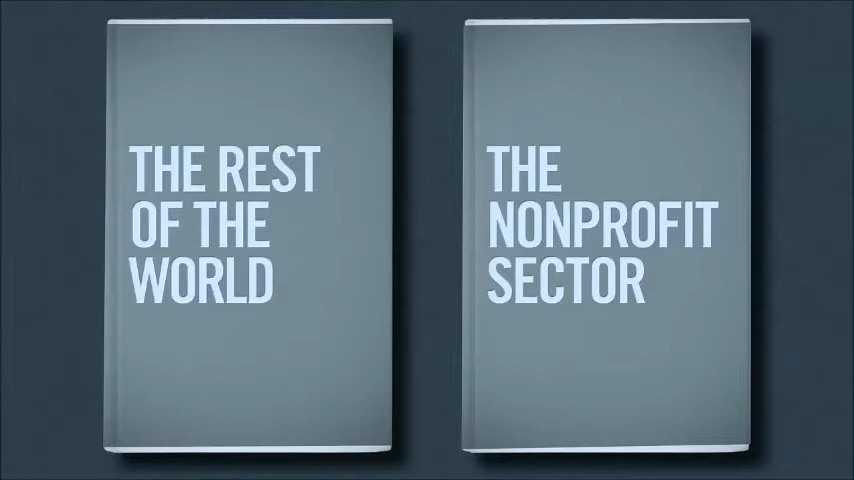 THE REST
OF THE
WORLD
THE
NONPROFIT
SECTOR